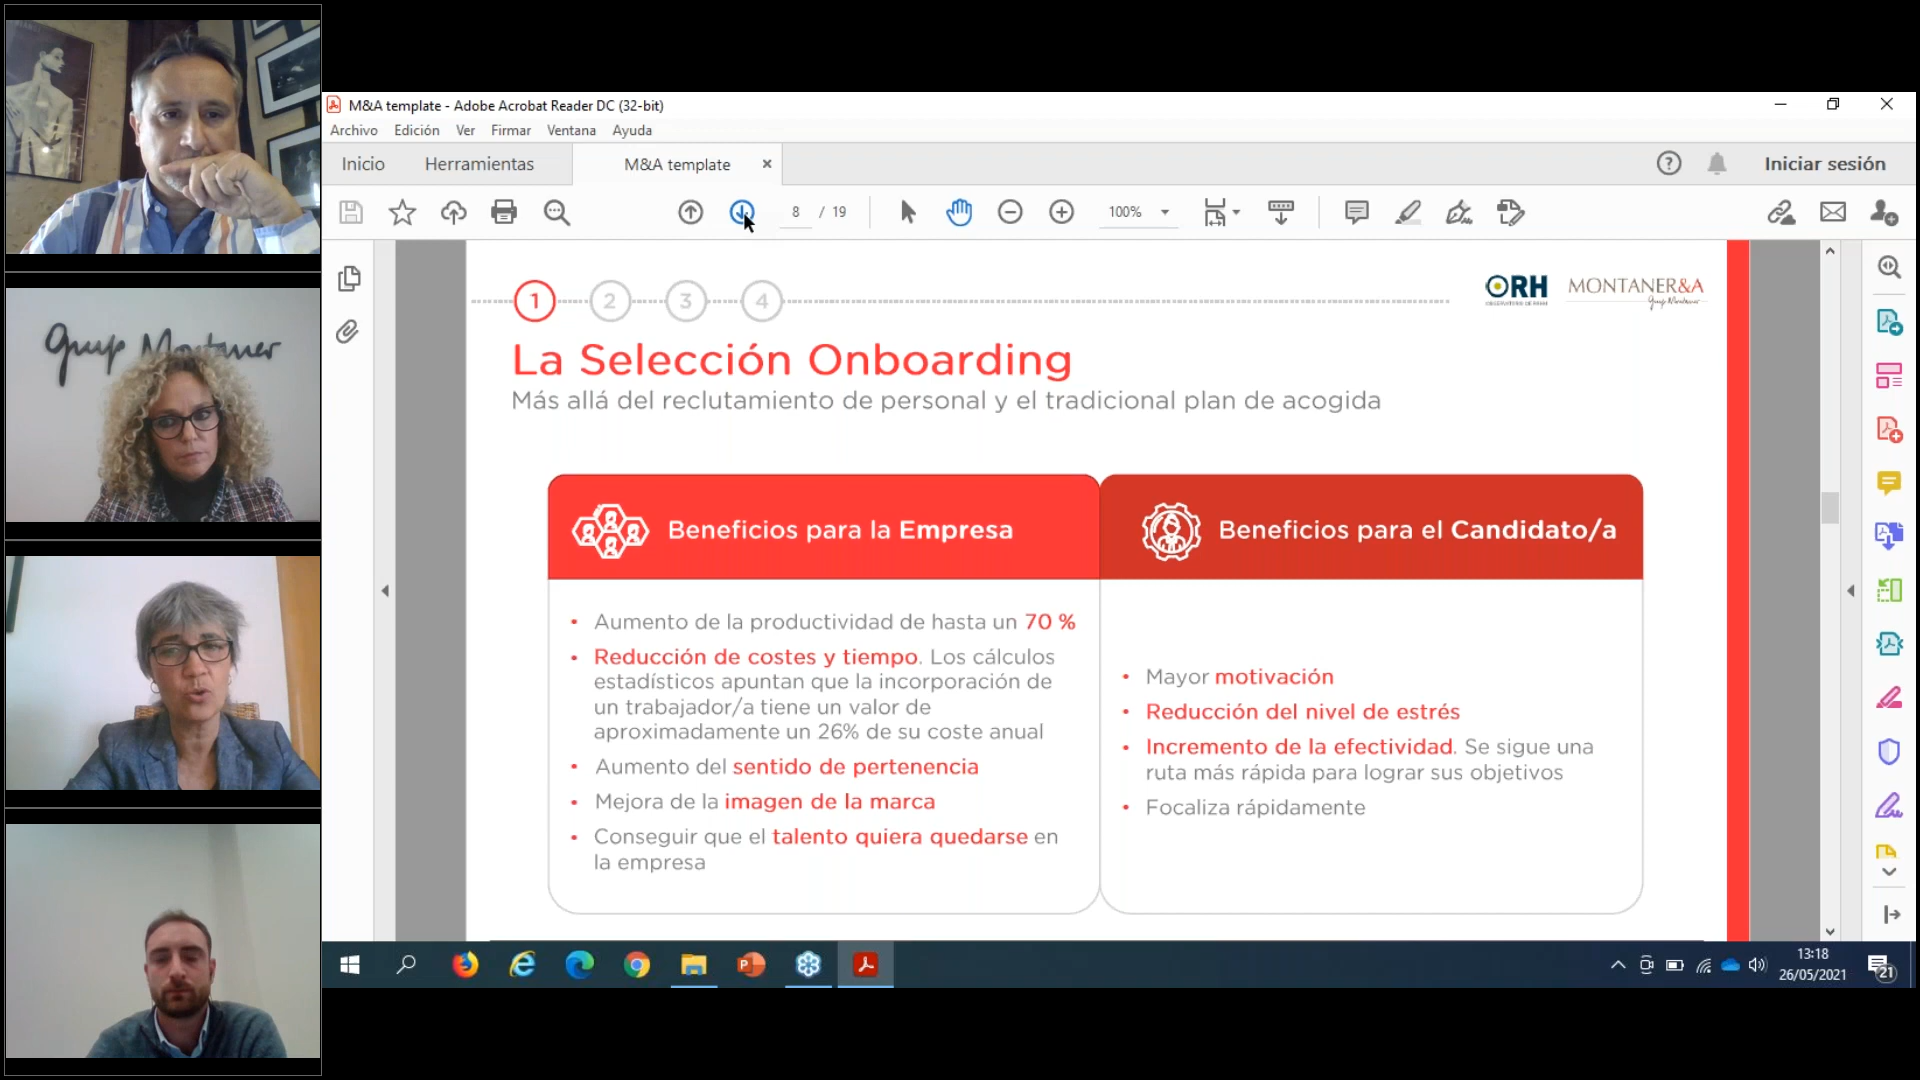 Grup Montaner
M&A template - Adobe Acrobat Reader DC (32-bit)
Archivo Edición Ver Firmar Ventana Ayuda
Inicio Herramientas M&A template Iniciar sesión
8 / 19 100%
1 2 3 4
ORH MONTANER&A
Grup Montaner
La Selección Onboarding
Más allá del reclutamiento de personal y el tradicional plan de acogida
Beneficios para la Empresa
• Aumento de la productividad de hasta un 70 %
• Reducción de costes y tiempo. Los cálculos
estadísticos apuntan que la incorporación de
un trabajador/a tiene un valor de
aproximadamente un 26% de su coste anual
• Aumento del sentido de pertenencia
• Mejora de la imagen de la marca
• Conseguir que el talento quiera quedarse en
la empresa
Beneficios para el Candidato/a
• Mayor motivación
• Reducción del nivel de estrés
• Incremento de la efectividad. Se sigue una
ruta más rápida para lograr sus objetivos
• Focaliza rápidamente
13:18
26/05/2021
21